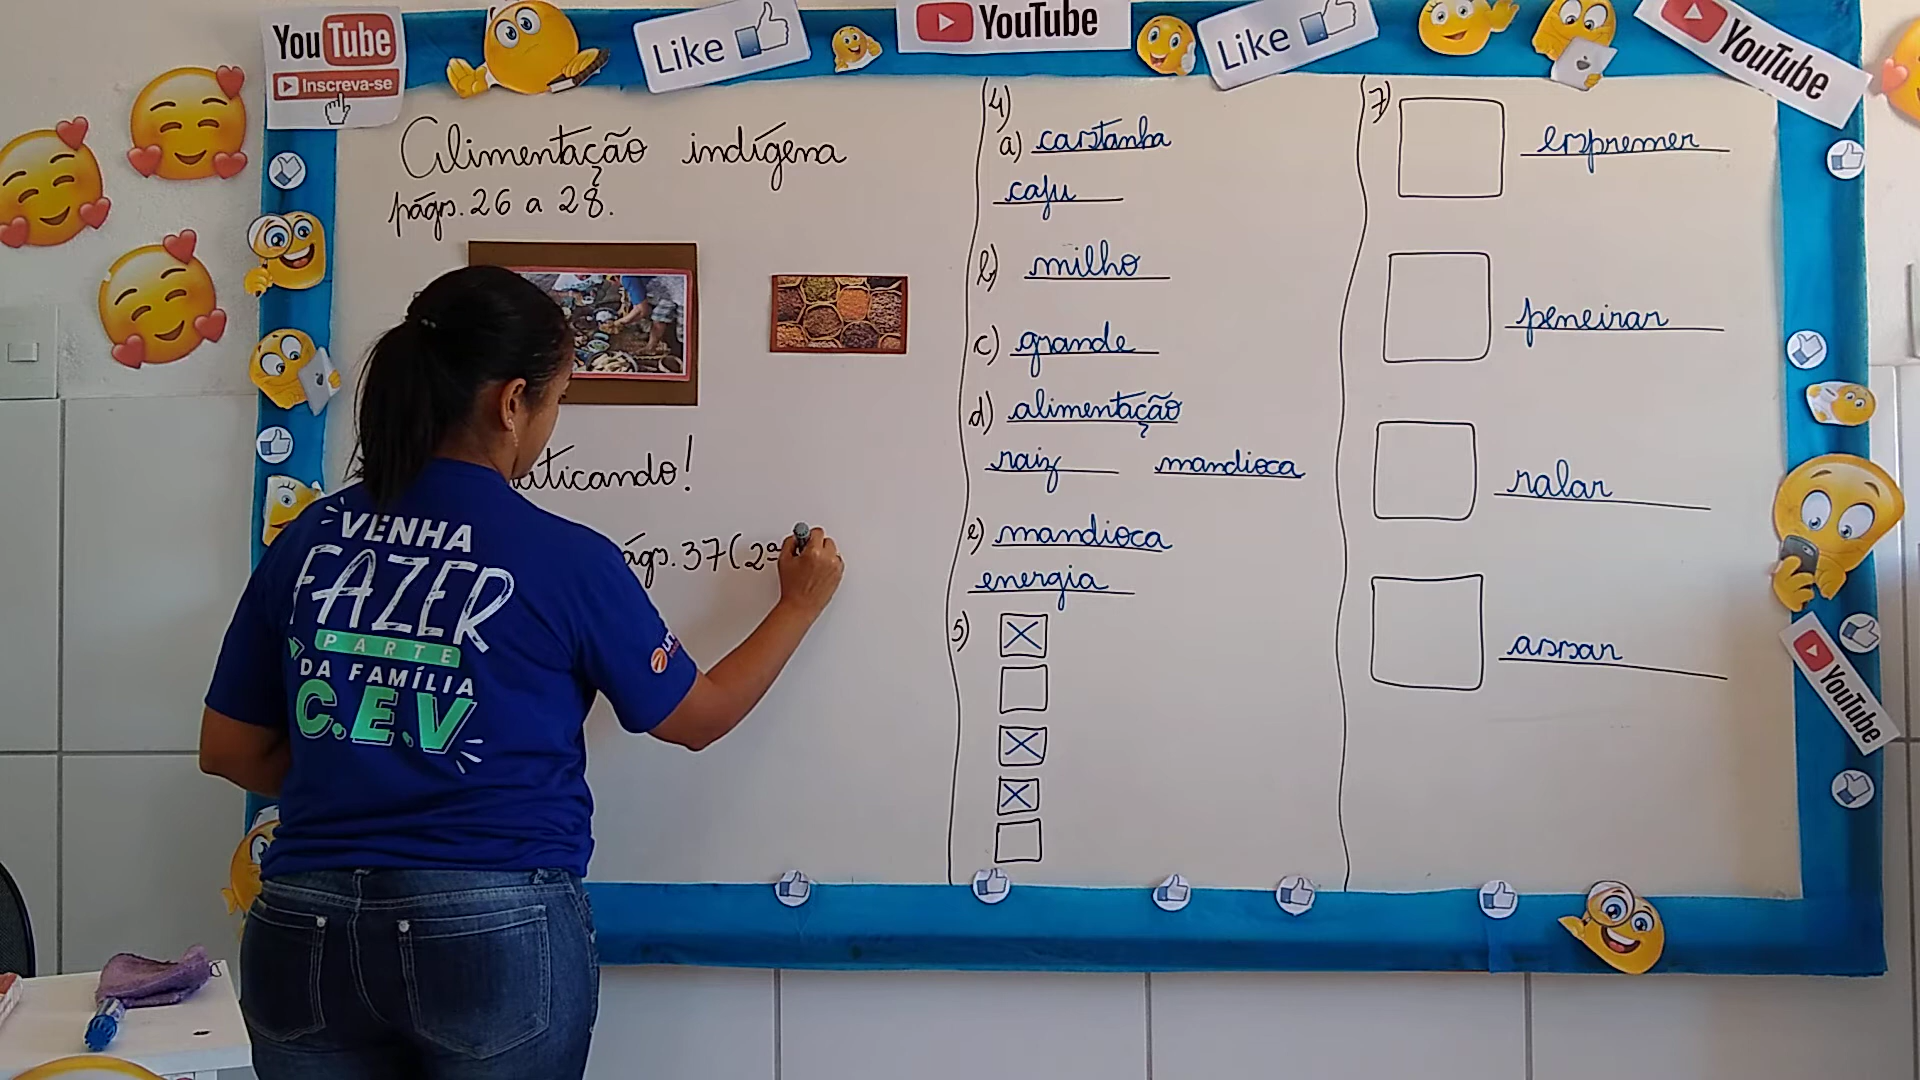 YouTube
Inscreva-se
Like
YouTube
Like
YouTube
Alimentação indígena
págs. 26 a 28.
ticando!
págs. 37 (2ª
4)
a) castanha
caju
b) milho
c) grande
d) alimentação
raiz mandioca
e) mandioca
energia
5)
7)
espremer
peneirar
ralar
assar
VENHA
FAZER
PARTE
DA FAMÍLIA
C.E.V
YouTube